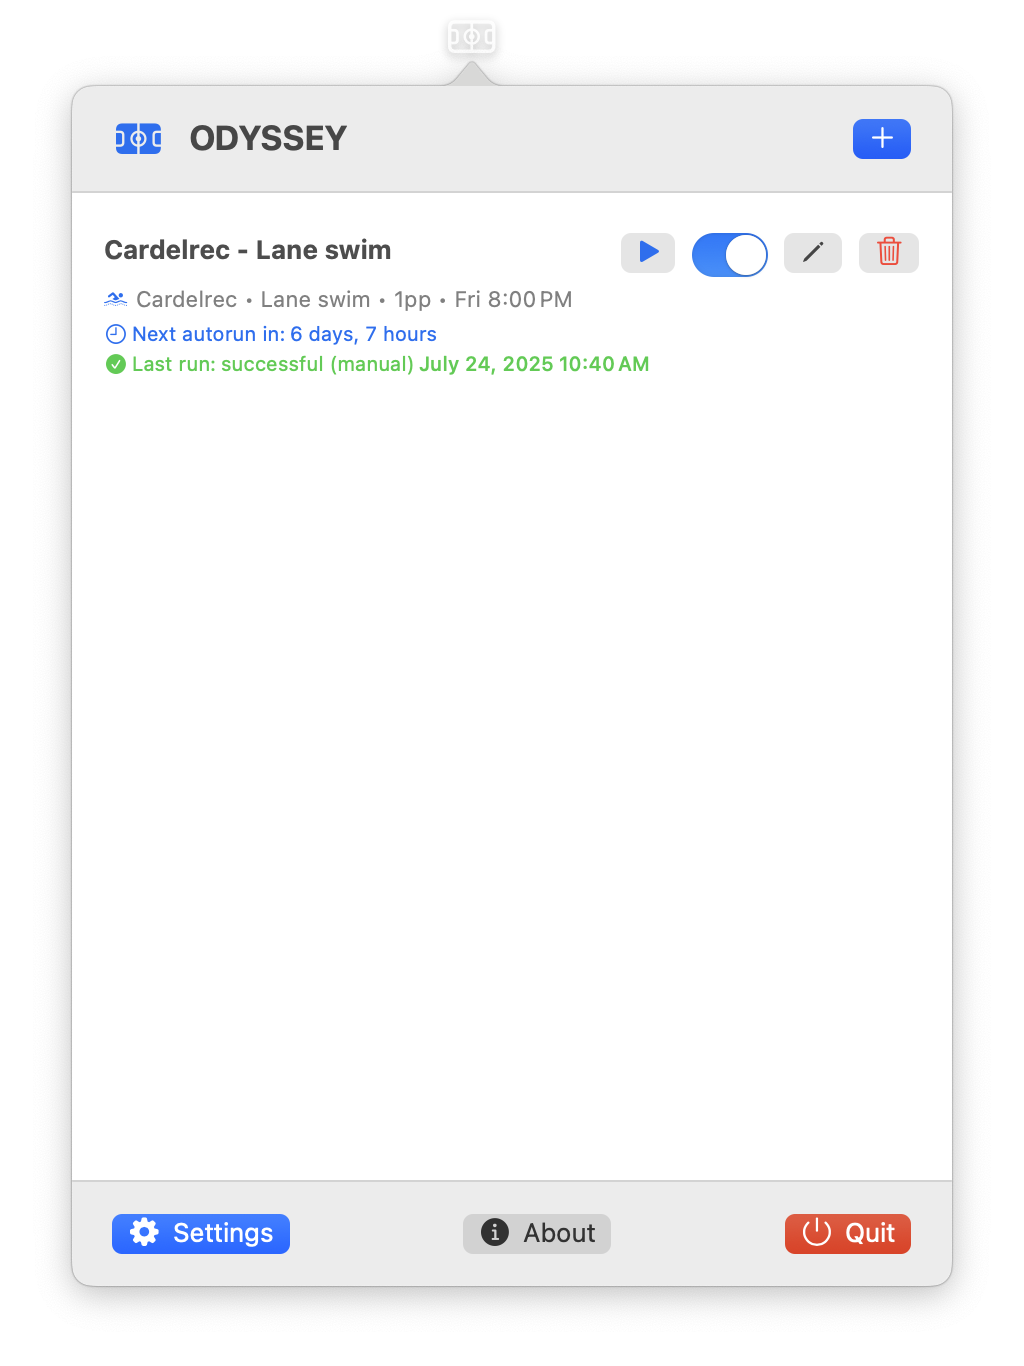 ODYSSEY
Cardelrec - Lane swim
Cardelrec • Lane swim • 1pp • Fri 8:00 PM
Next autorun in: 6 days, 7 hours
Last run: successful (manual) July 24, 2025 10:40 AM
Settings
About
Quit